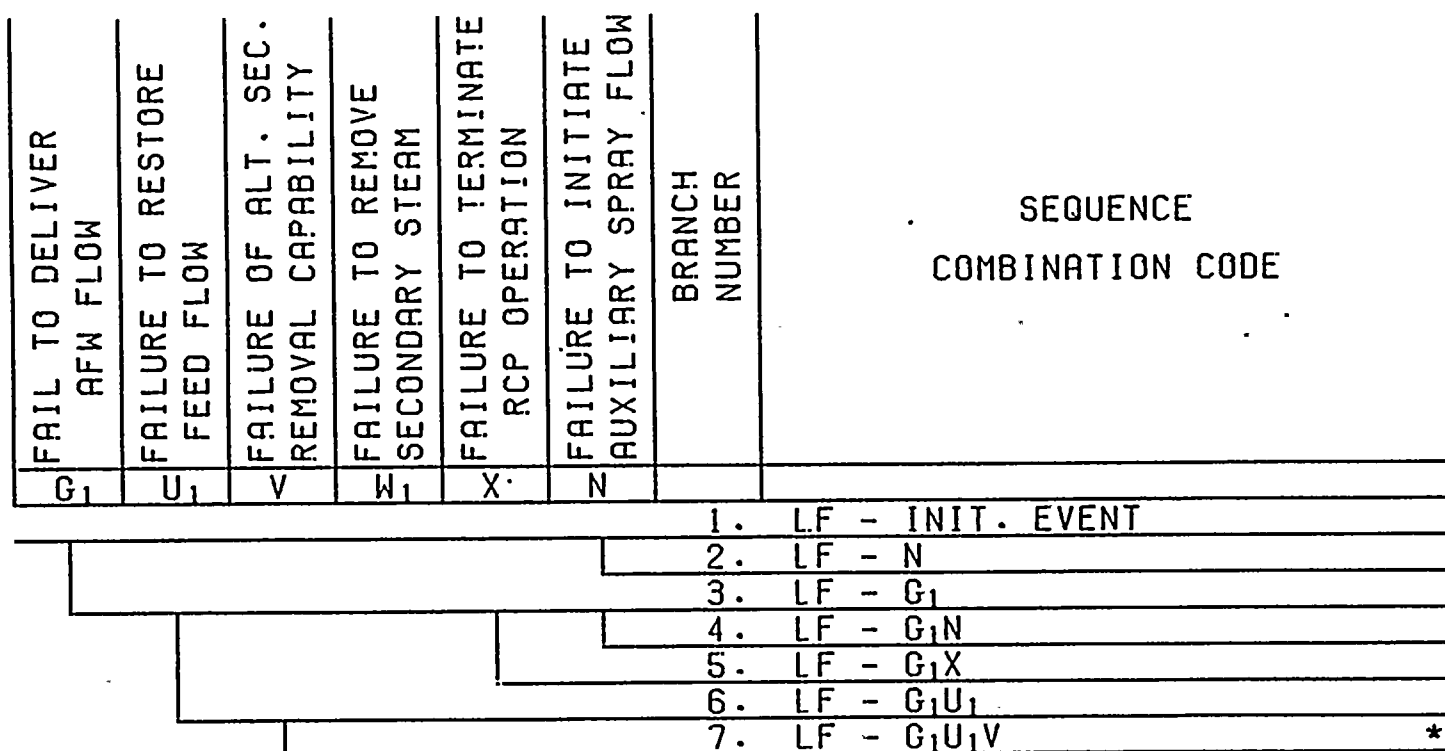 FAIL TO DELIVER
AFW FLOW
FAILURE TO RESTORE
FEED FLOW
FAILURE OF ALT. SEC.
REMOVAL CAPABILITY
FAILURE TO REMOVE
SECONDARY STEAM
FAILURE TO TERMINATE
RCP OPERATION
FAILURE TO INITIATE
AUXILIARY SPRAY FLOW
BRANCH
NUMBER
SEQUENCE
COMBINATION CODE
G1 U1 V W1 X N
1. LF - INIT. EVENT
2. LF - N
3. LF - G1
4. LF - G1N
5. LF - G1X
6. LF - G1U1
7. LF - G1U1V *